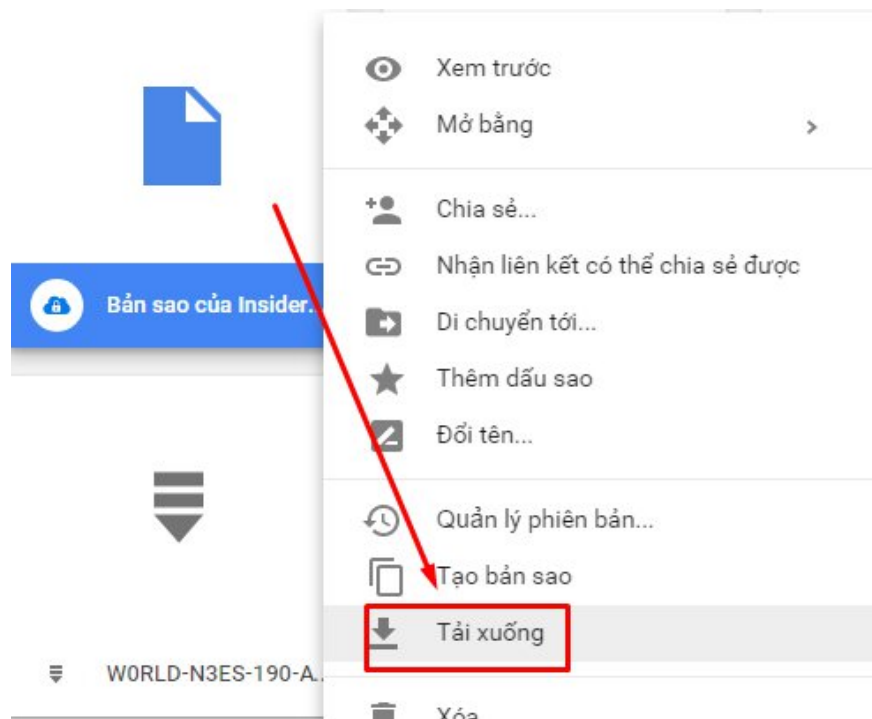 Xem trước
Mở bằng
Chia sẻ...
Nhận liên kết có thể chia sẻ được
Bản sao của Insider...
Di chuyển tới...
Thêm dấu sao
Đổi tên...
Quản lý phiên bản...
Tạo bản sao
Tải xuống
W0RLD-N3ES-190-A...
Xóa